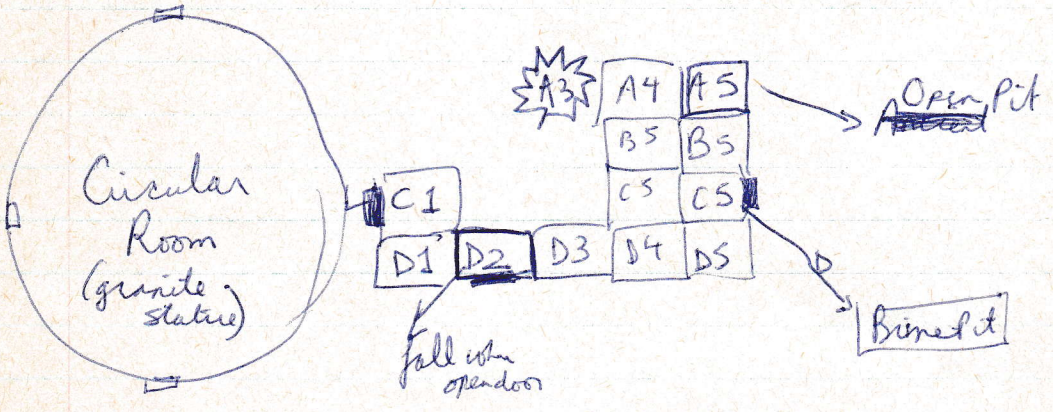 A3 A4 A5
Open Pit
B5 B5
Circular
Room
(granite
statue)
C1
C5 C5
D1 D2 D3 D4 D5
fall when
open door
D
Pit